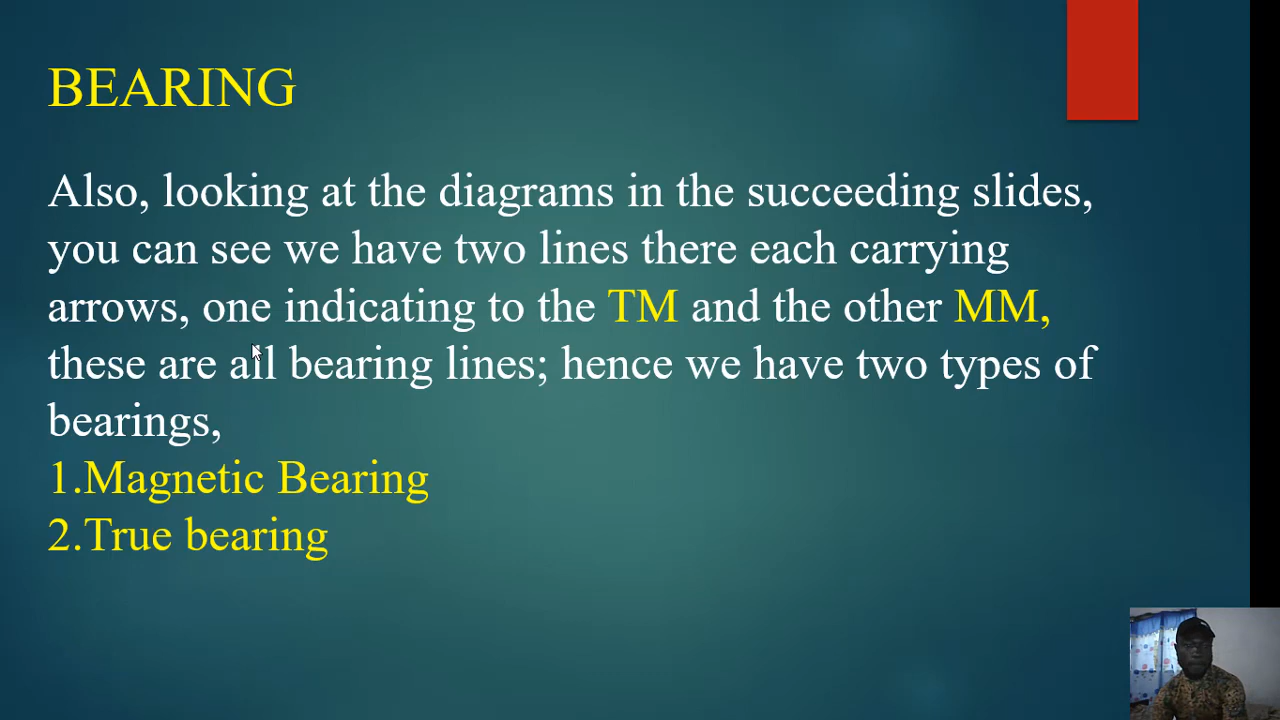 BEARING
Also, looking at the diagrams in the succeeding slides,
you can see we have two lines there each carrying
arrows, one indicating to the TM and the other MM,
these are all bearing lines; hence we have two types of
bearings,
1.Magnetic Bearing
2.True bearing